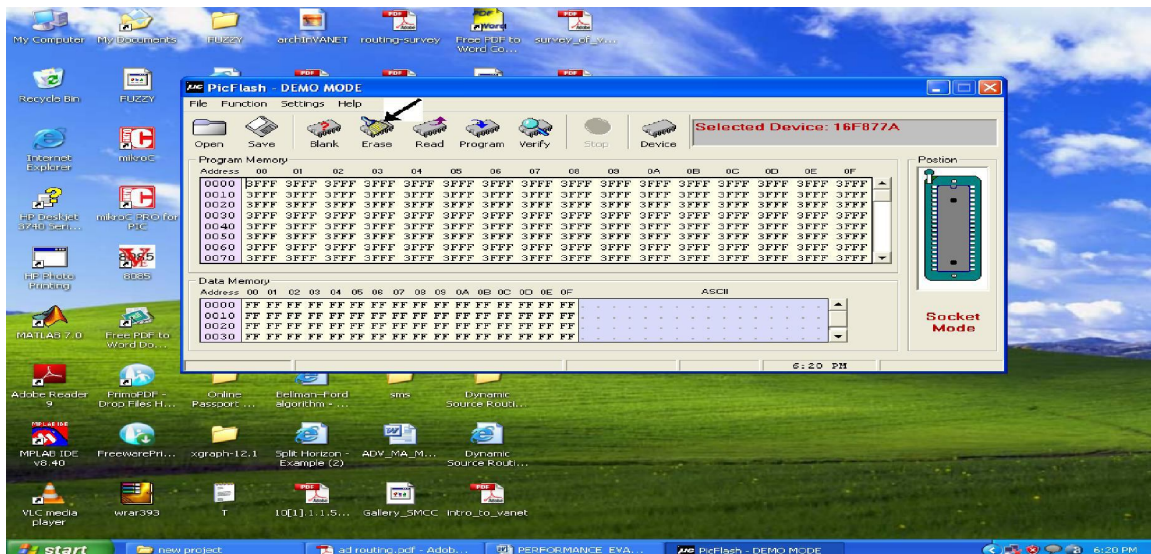 My Computer My Documents FUZZY archInVANET routing-survey Free PDF to Word Co...
Recycle Bin FUZZY
PicFlash - DEMO MODE
File Function Settings Help
Open Save Blank Erase Read Program Verify Stop Device Selected Device: 16F877A
Internet Explorer mikroC
Program Memory Postion
Address 00 01 02 03 04 05 06 07 08 09 0A 0B 0C 0D 0E 0F
0000 3FFF 3FFF 3FFF 3FFF 3FFF 3FFF 3FFF 3FFF 3FFF 3FFF 3FFF 3FFF 3FFF 3FFF 3FFF 3FFF
0010 3FFF 3FFF 3FFF 3FFF 3FFF 3FFF 3FFF 3FFF 3FFF 3FFF 3FFF 3FFF 3FFF 3FFF 3FFF 3FFF
0020 3FFF 3FFF 3FFF 3FFF 3FFF 3FFF 3FFF 3FFF 3FFF 3FFF 3FFF 3FFF 3FFF 3FFF 3FFF 3FFF
0030 3FFF 3FFF 3FFF 3FFF 3FFF 3FFF 3FFF 3FFF 3FFF 3FFF 3FFF 3FFF 3FFF 3FFF 3FFF 3FFF
0040 3FFF 3FFF 3FFF 3FFF 3FFF 3FFF 3FFF 3FFF 3FFF 3FFF 3FFF 3FFF 3FFF 3FFF 3FFF 3FFF
0050 3FFF 3FFF 3FFF 3FFF 3FFF 3FFF 3FFF 3FFF 3FFF 3FFF 3FFF 3FFF 3FFF 3FFF 3FFF 3FFF
0060 3FFF 3FFF 3FFF 3FFF 3FFF 3FFF 3FFF 3FFF 3FFF 3FFF 3FFF 3FFF 3FFF 3FFF 3FFF 3FFF
0070 3FFF 3FFF 3FFF 3FFF 3FFF 3FFF 3FFF 3FFF 3FFF 3FFF 3FFF 3FFF 3FFF 3FFF 3FFF 3FFF
1
HP Deskjet 3740 Seri... mikroC PRO for PIC
HP Photo Printing 8085
Data Memory
Address 00 01 02 03 04 05 06 07 08 09 0A 0B 0C 0D 0E 0F ASCII
0000 FF FF FF FF FF FF FF FF FF FF FF FF FF FF FF FF
0010 FF FF FF FF FF FF FF FF FF FF FF FF FF FF FF FF
0020 FF FF FF FF FF FF FF FF FF FF FF FF FF FF FF FF
0030 FF FF FF FF FF FF FF FF FF FF FF FF FF FF FF FF
Socket
Mode
6:20 PM
MATLAB 7.0 Free PDF to Word Do...
Adobe Reader 9 PrimoPDF - Drop Files H... Online Passport ... Bellman-Ford algorithm - ... sms Dynamic Source Routi...
MPLAB IDE v8.40 FreewarePri... xgraph-12.1 Split Horizon - Example (2) ADV_MA_M... Dynamic Source Routi...
VLC media player wrar393 T 10[1].1.1.5... Gallery_SMCC intro_to_vanet
start new project ad routing.pdf - Adob... PERFORMANCE EVA... PicFlash - DEMO MODE 6:20 PM